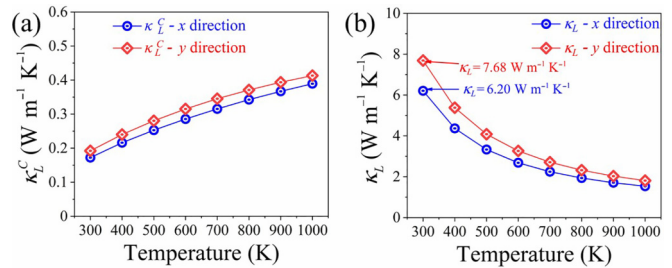 (a)
κ_L^C - x direction
κ_L^C - y direction
κ_L^C (W m⁻¹ K⁻¹)
0.6
0.5
0.4
0.3
0.2
0.1
0
300 400 500 600 700 800 900 1000
Temperature (K)
(b)
κ_L - x direction
κ_L - y direction
κ_L = 7.68 W m⁻¹ K⁻¹
κ_L = 6.20 W m⁻¹ K⁻¹
κ_L (W m⁻¹ K⁻¹)
10
8
6
4
2
0
300 400 500 600 700 800 900 1000
Temperature (K)